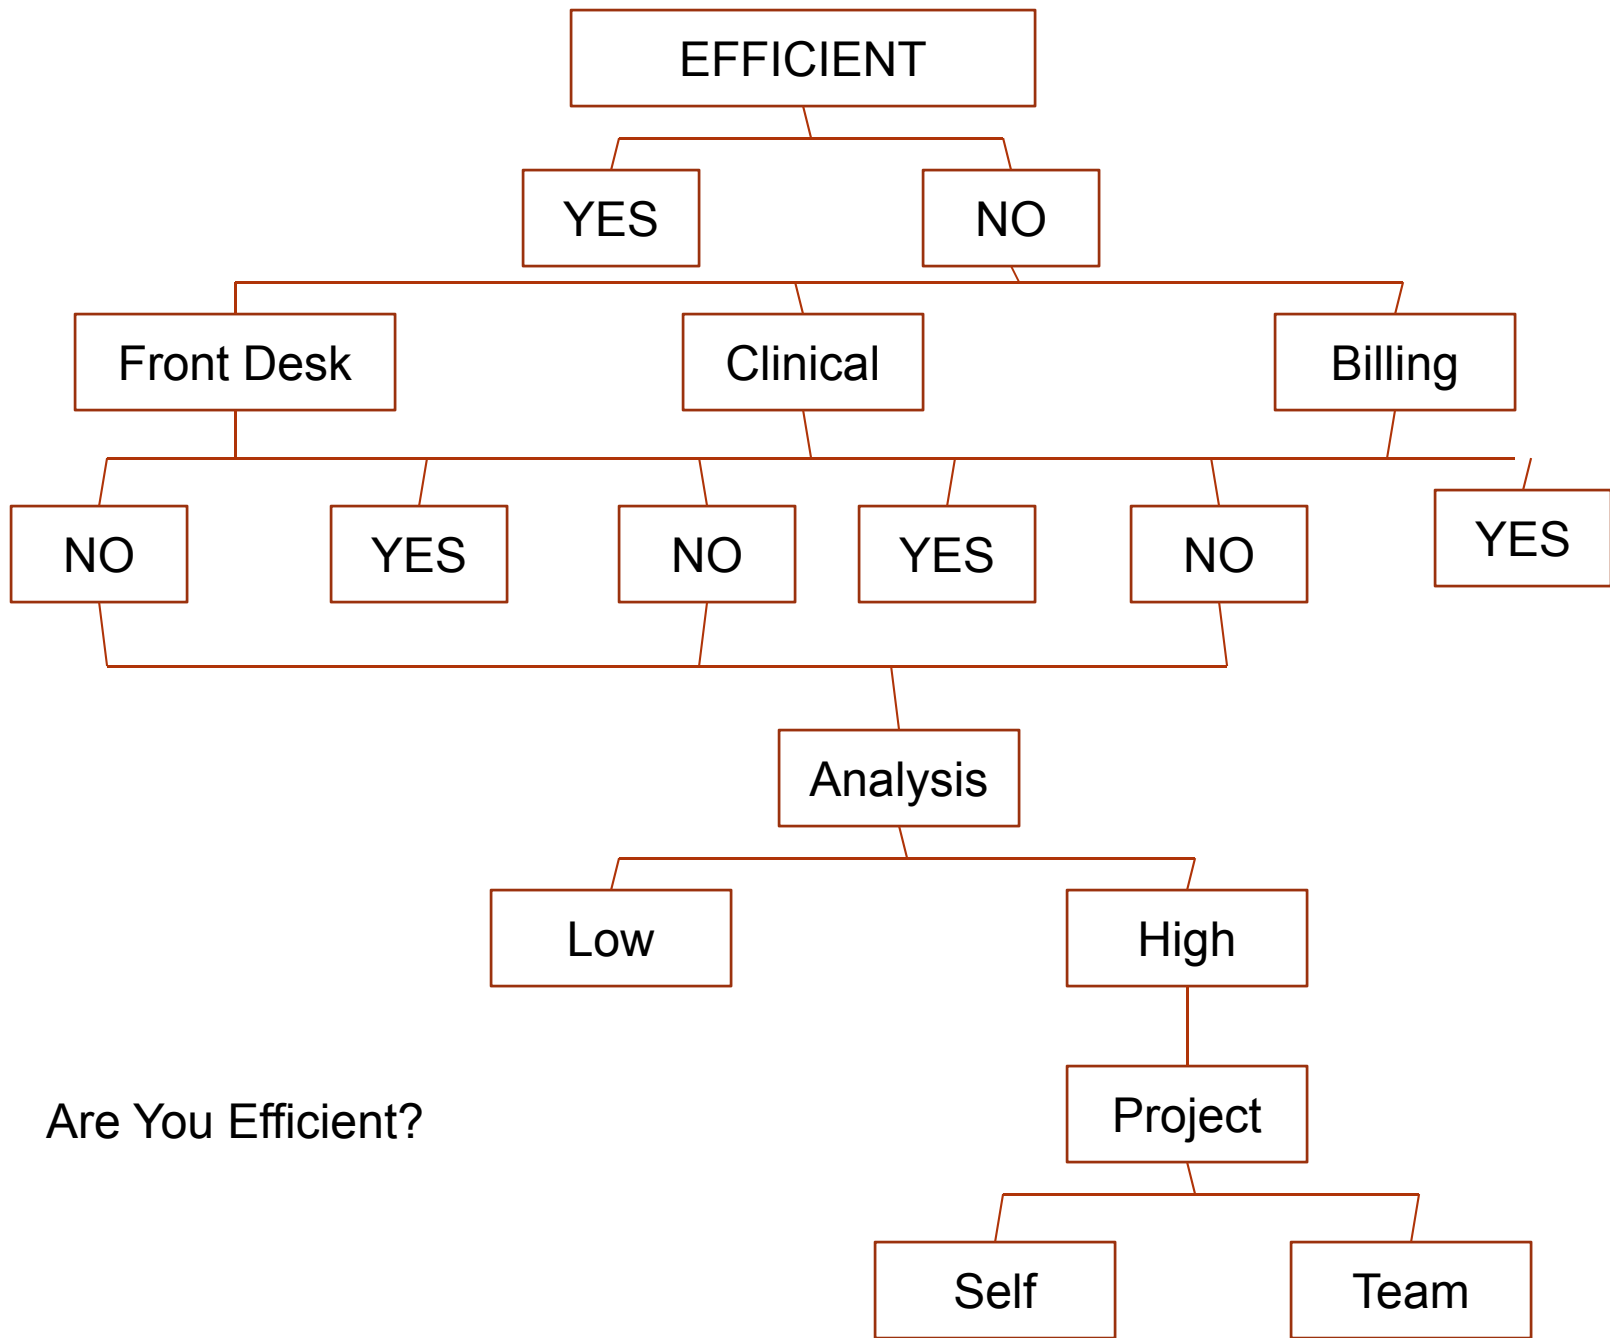 EFFICIENT
YES
NO
Front Desk
Clinical
Billing
NO
YES
NO
YES
NO
YES
Analysis
Low
High
Project
Are You Efficient?
Self
Team